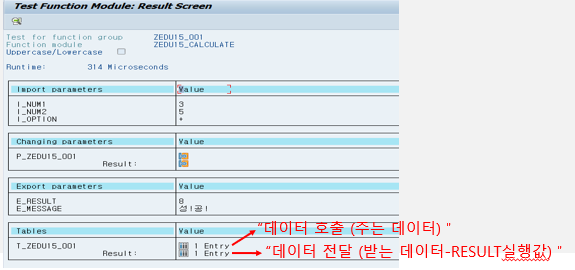 Test Function Module: Result Screen
Test for function group ZEDU15_001
Function module ZEDU15_CALCULATE
Uppercase/Lowercase
Runtime: 314 Microseconds
Import parameters Value
I_NUM1 3
I_NUM2 5
I_OPTION +
Changing parameters Value
P_ZEDU15_001
Result:
Export parameters Value
E_RESULT 8
E_MESSAGE 성!공!
Tables Value
T_ZEDU15_001 1 Entry
Result: 1 Entry
“데이터 호출 (주는 데이터) "
“데이터 전달 (받는 데이터-RESULT실행값) "